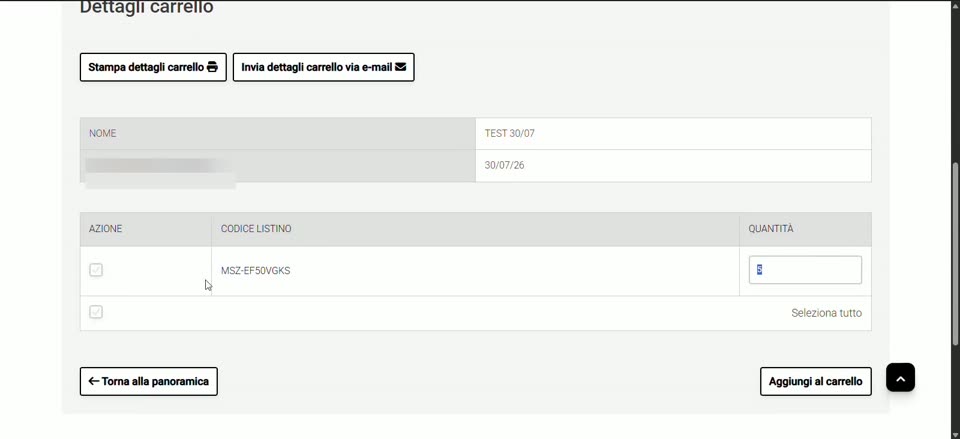 Dettagli carrello
Stampa dettagli carrello
Invia dettagli carrello via e-mail
NOME
TEST 30/07
30/07/26
AZIONE
CODICE LISTINO
QUANTITÀ
MSZ-EF50VGKS
5
Seleziona tutto
Torna alla panoramica
Aggiungi al carrello